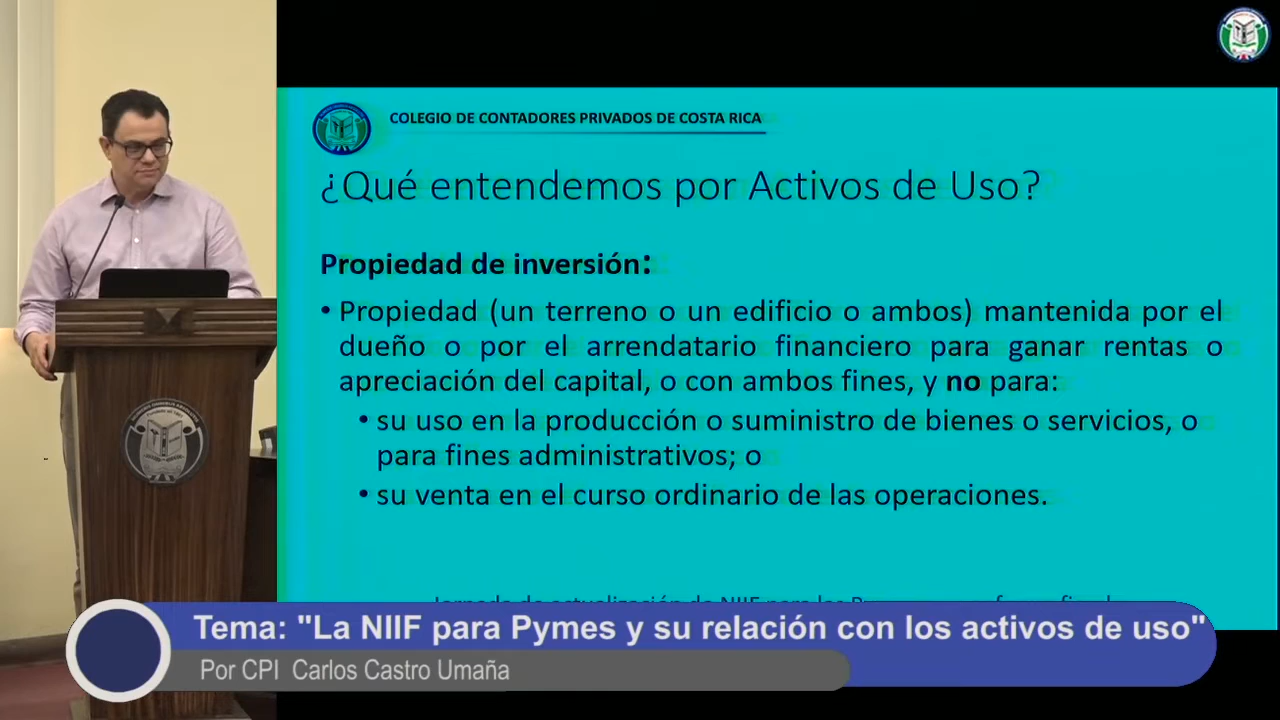 COLEGIO DE CONTADORES PRIVADOS DE COSTA RICA
¿Qué entendemos por Activos de Uso?
Propiedad de inversión:
• Propiedad (un terreno o un edificio o ambos) mantenida por el
dueño o por el arrendatario financiero para ganar rentas o
apreciación del capital, o con ambos fines, y no para:
• su uso en la producción o suministro de bienes o servicios, o
para fines administrativos; o
• su venta en el curso ordinario de las operaciones.
Tema: "La NIIF para Pymes y su relación con los activos de uso"
Por CPI Carlos Castro Umaña